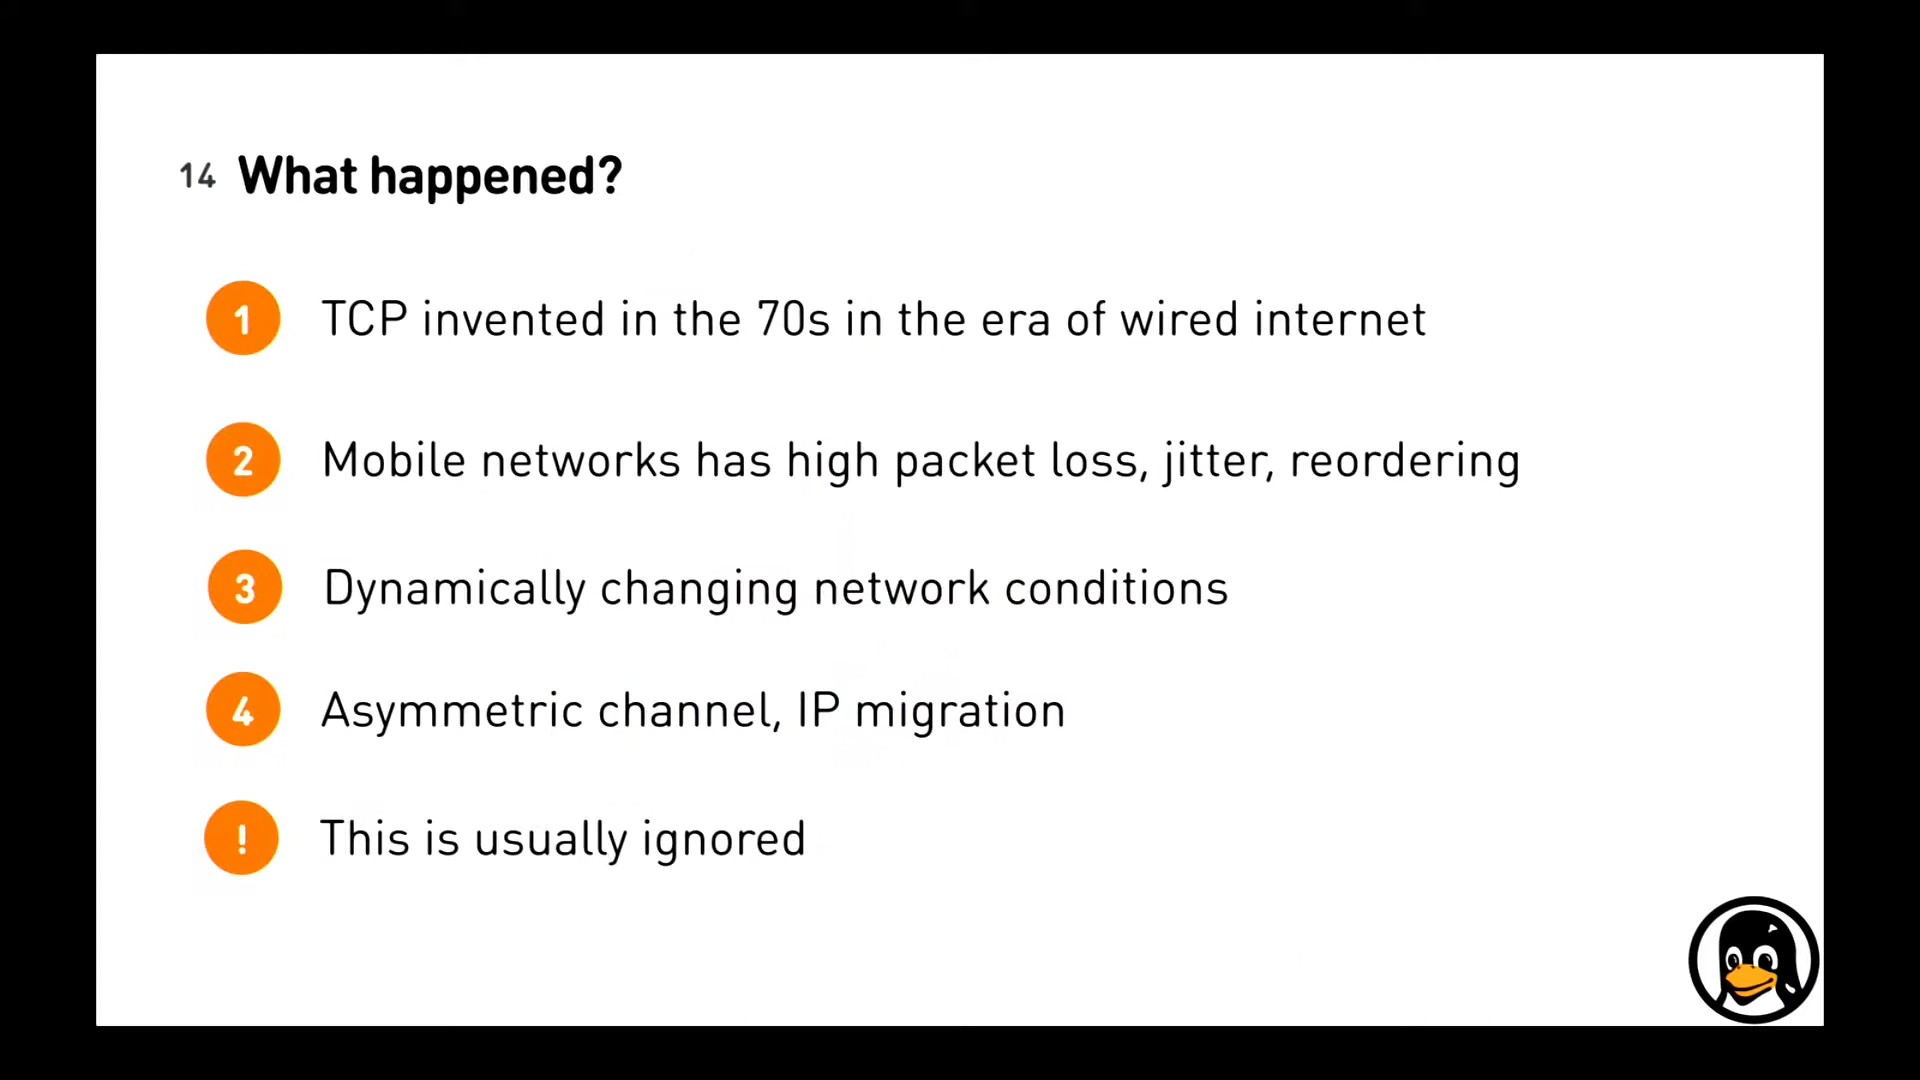 14 What happened?
1 TCP invented in the 70s in the era of wired internet
2 Mobile networks has high packet loss, jitter, reordering
3 Dynamically changing network conditions
4 Asymmetric channel, IP migration
! This is usually ignored